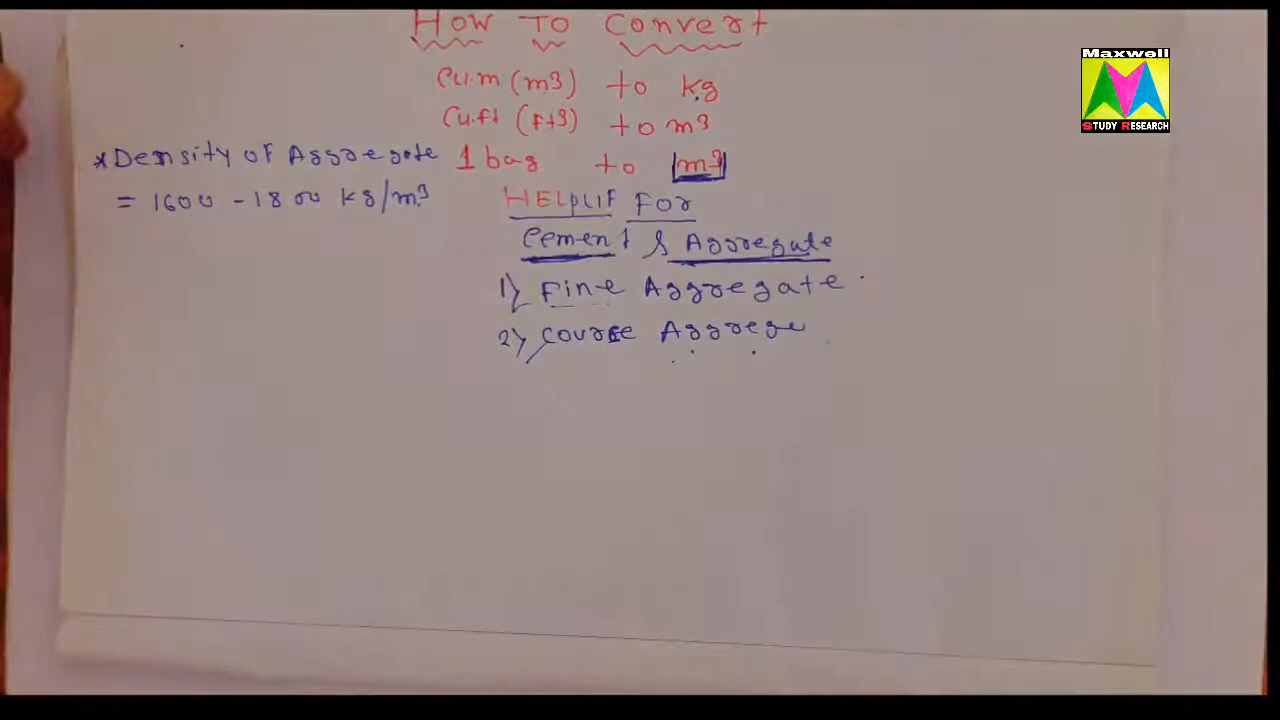 How To Convert
Cu.m (m3) to kg
Cu.ft (ft3) to m3
1 bag to m3
*Density of Aggregate
= 1600 - 1800 kg/m3
HELPLIF For
Cement & Aggregate
1) Fine Aggregate
2) Course Aggrege
Maxwell
STUDY RESEARCH